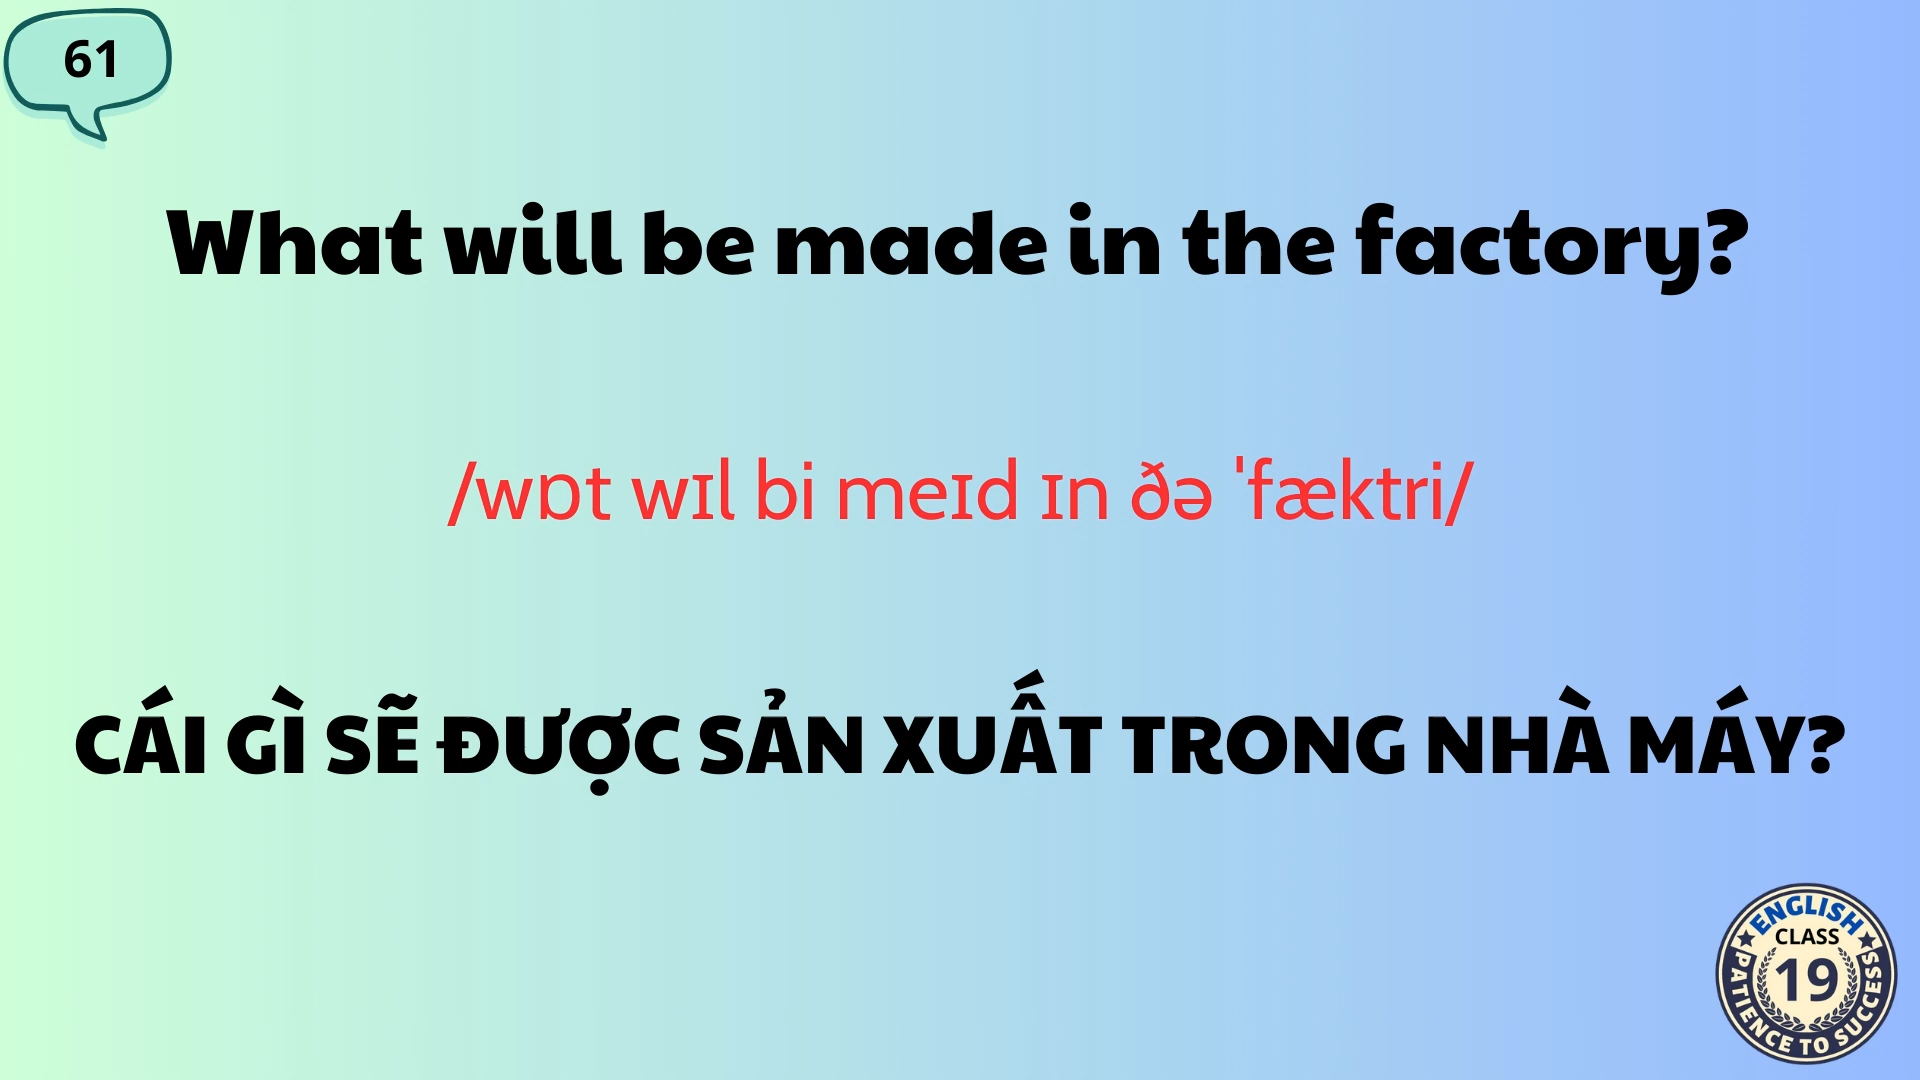 61
What will be made in the factory?
/wɒt wɪl bi meɪd ɪn ðə ˈfæktri/
CÁI GÌ SẼ ĐƯỢC SẢN XUẤT TRONG NHÀ MÁY?
ENGLISH
CLASS
19
PATIENCE TO SUCCESS